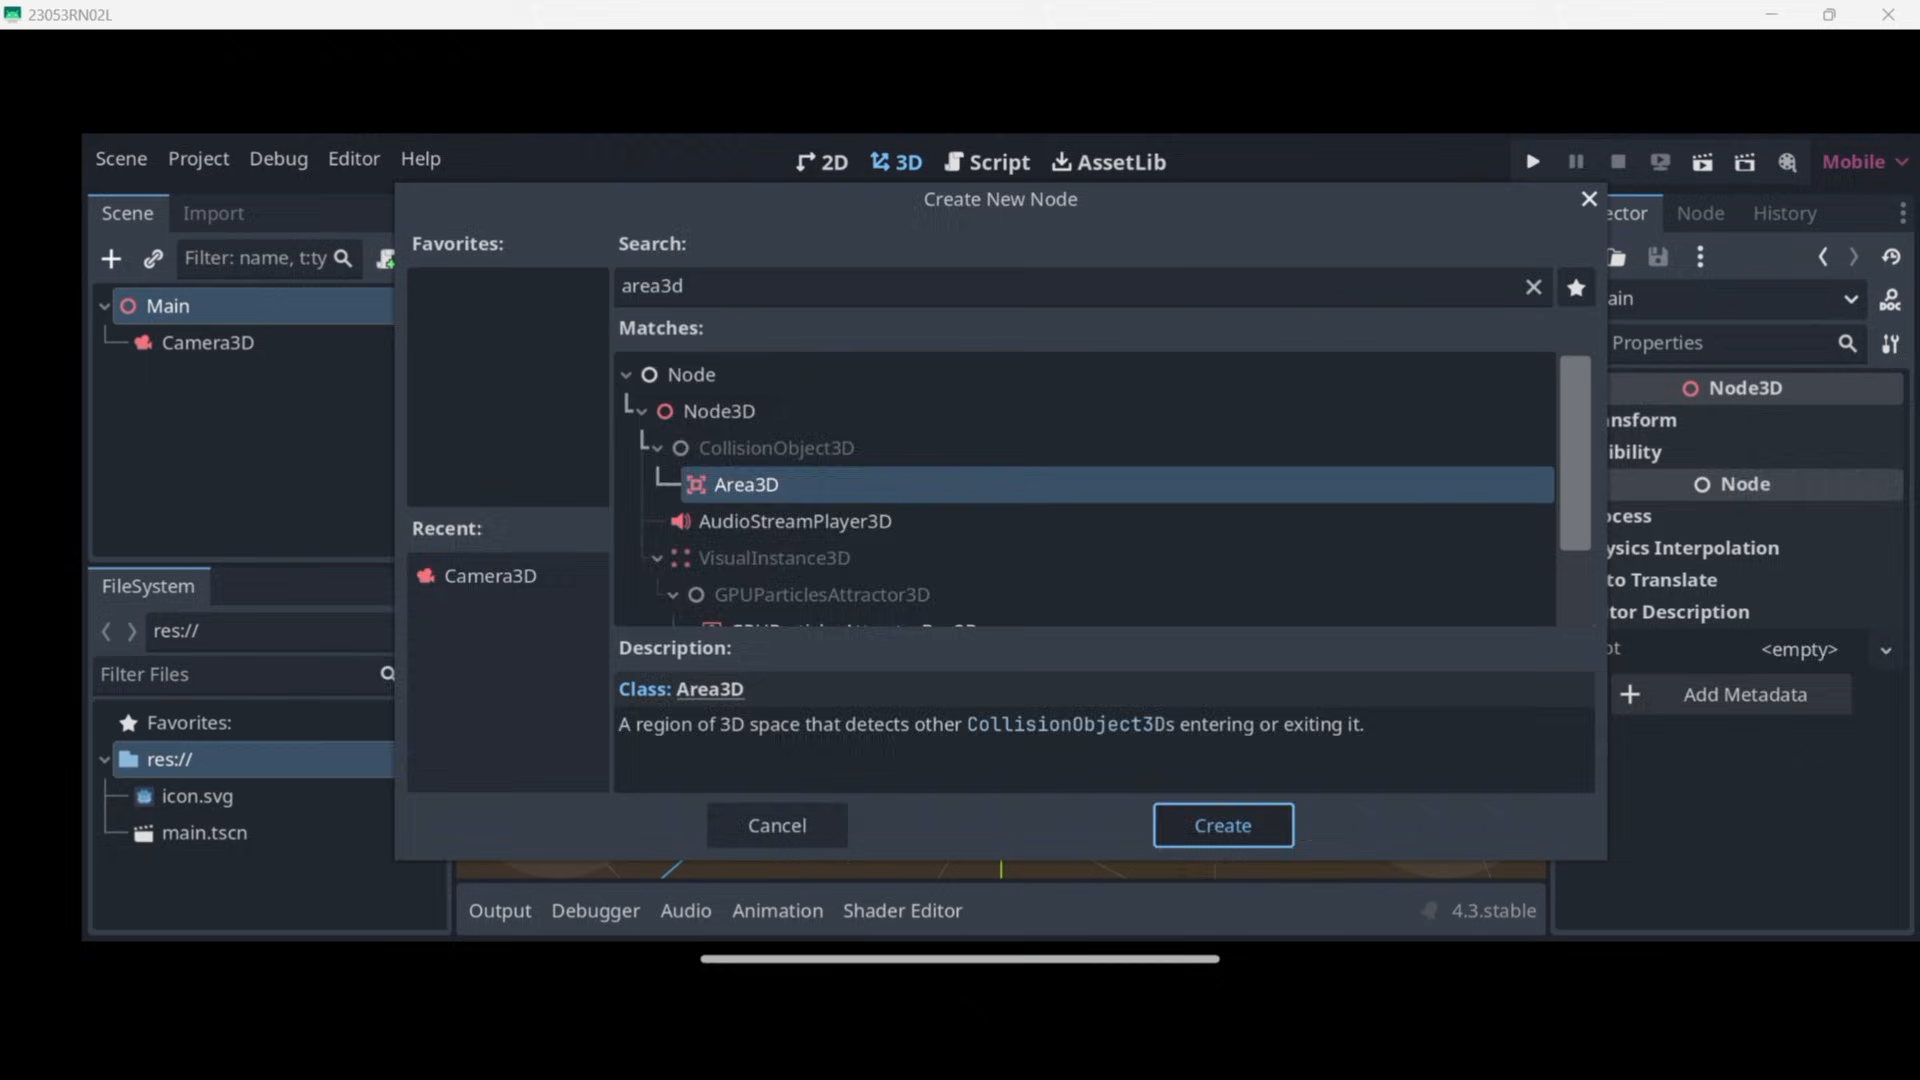 23053RN02L
Scene Project Debug Editor Help
2D 3D Script AssetLib
Mobile
Create New Node
Scene Import
Filter: name, t:ty
Main
Camera3D
Favorites:
Search:
area3d
Matches:
Node
Node3D
CollisionObject3D
Area3D
AudioStreamPlayer3D
VisualInstance3D
GPUParticlesAttractor3D
Recent:
Camera3D
Description:
Class: Area3D
A region of 3D space that detects other CollisionObject3Ds entering or exiting it.
Cancel Create
FileSystem
res://
Filter Files
Favorites:
res://
icon.svg
main.tscn
Output Debugger Audio Animation Shader Editor 4.3.stable
ector Node History
ain
DOC
Properties
Node3D
ansform
ibility
Node
ocess
ysics Interpolation
to Translate
tor Description
pt <empty>
Add Metadata